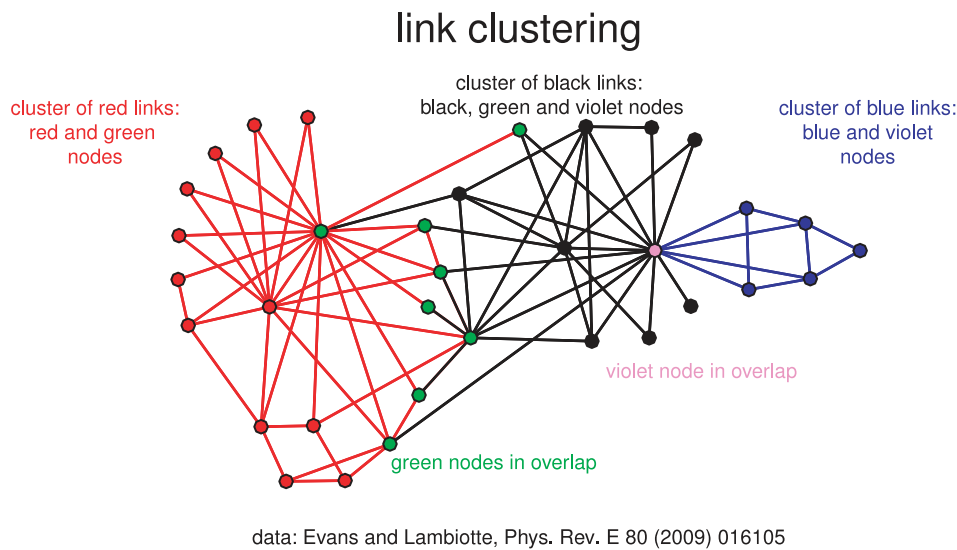 link clustering
cluster of red links:
red and green
nodes
cluster of black links:
black, green and violet nodes
cluster of blue links:
blue and violet
nodes
violet node in overlap
green nodes in overlap
data: Evans and Lambiotte, Phys. Rev. E 80 (2009) 016105